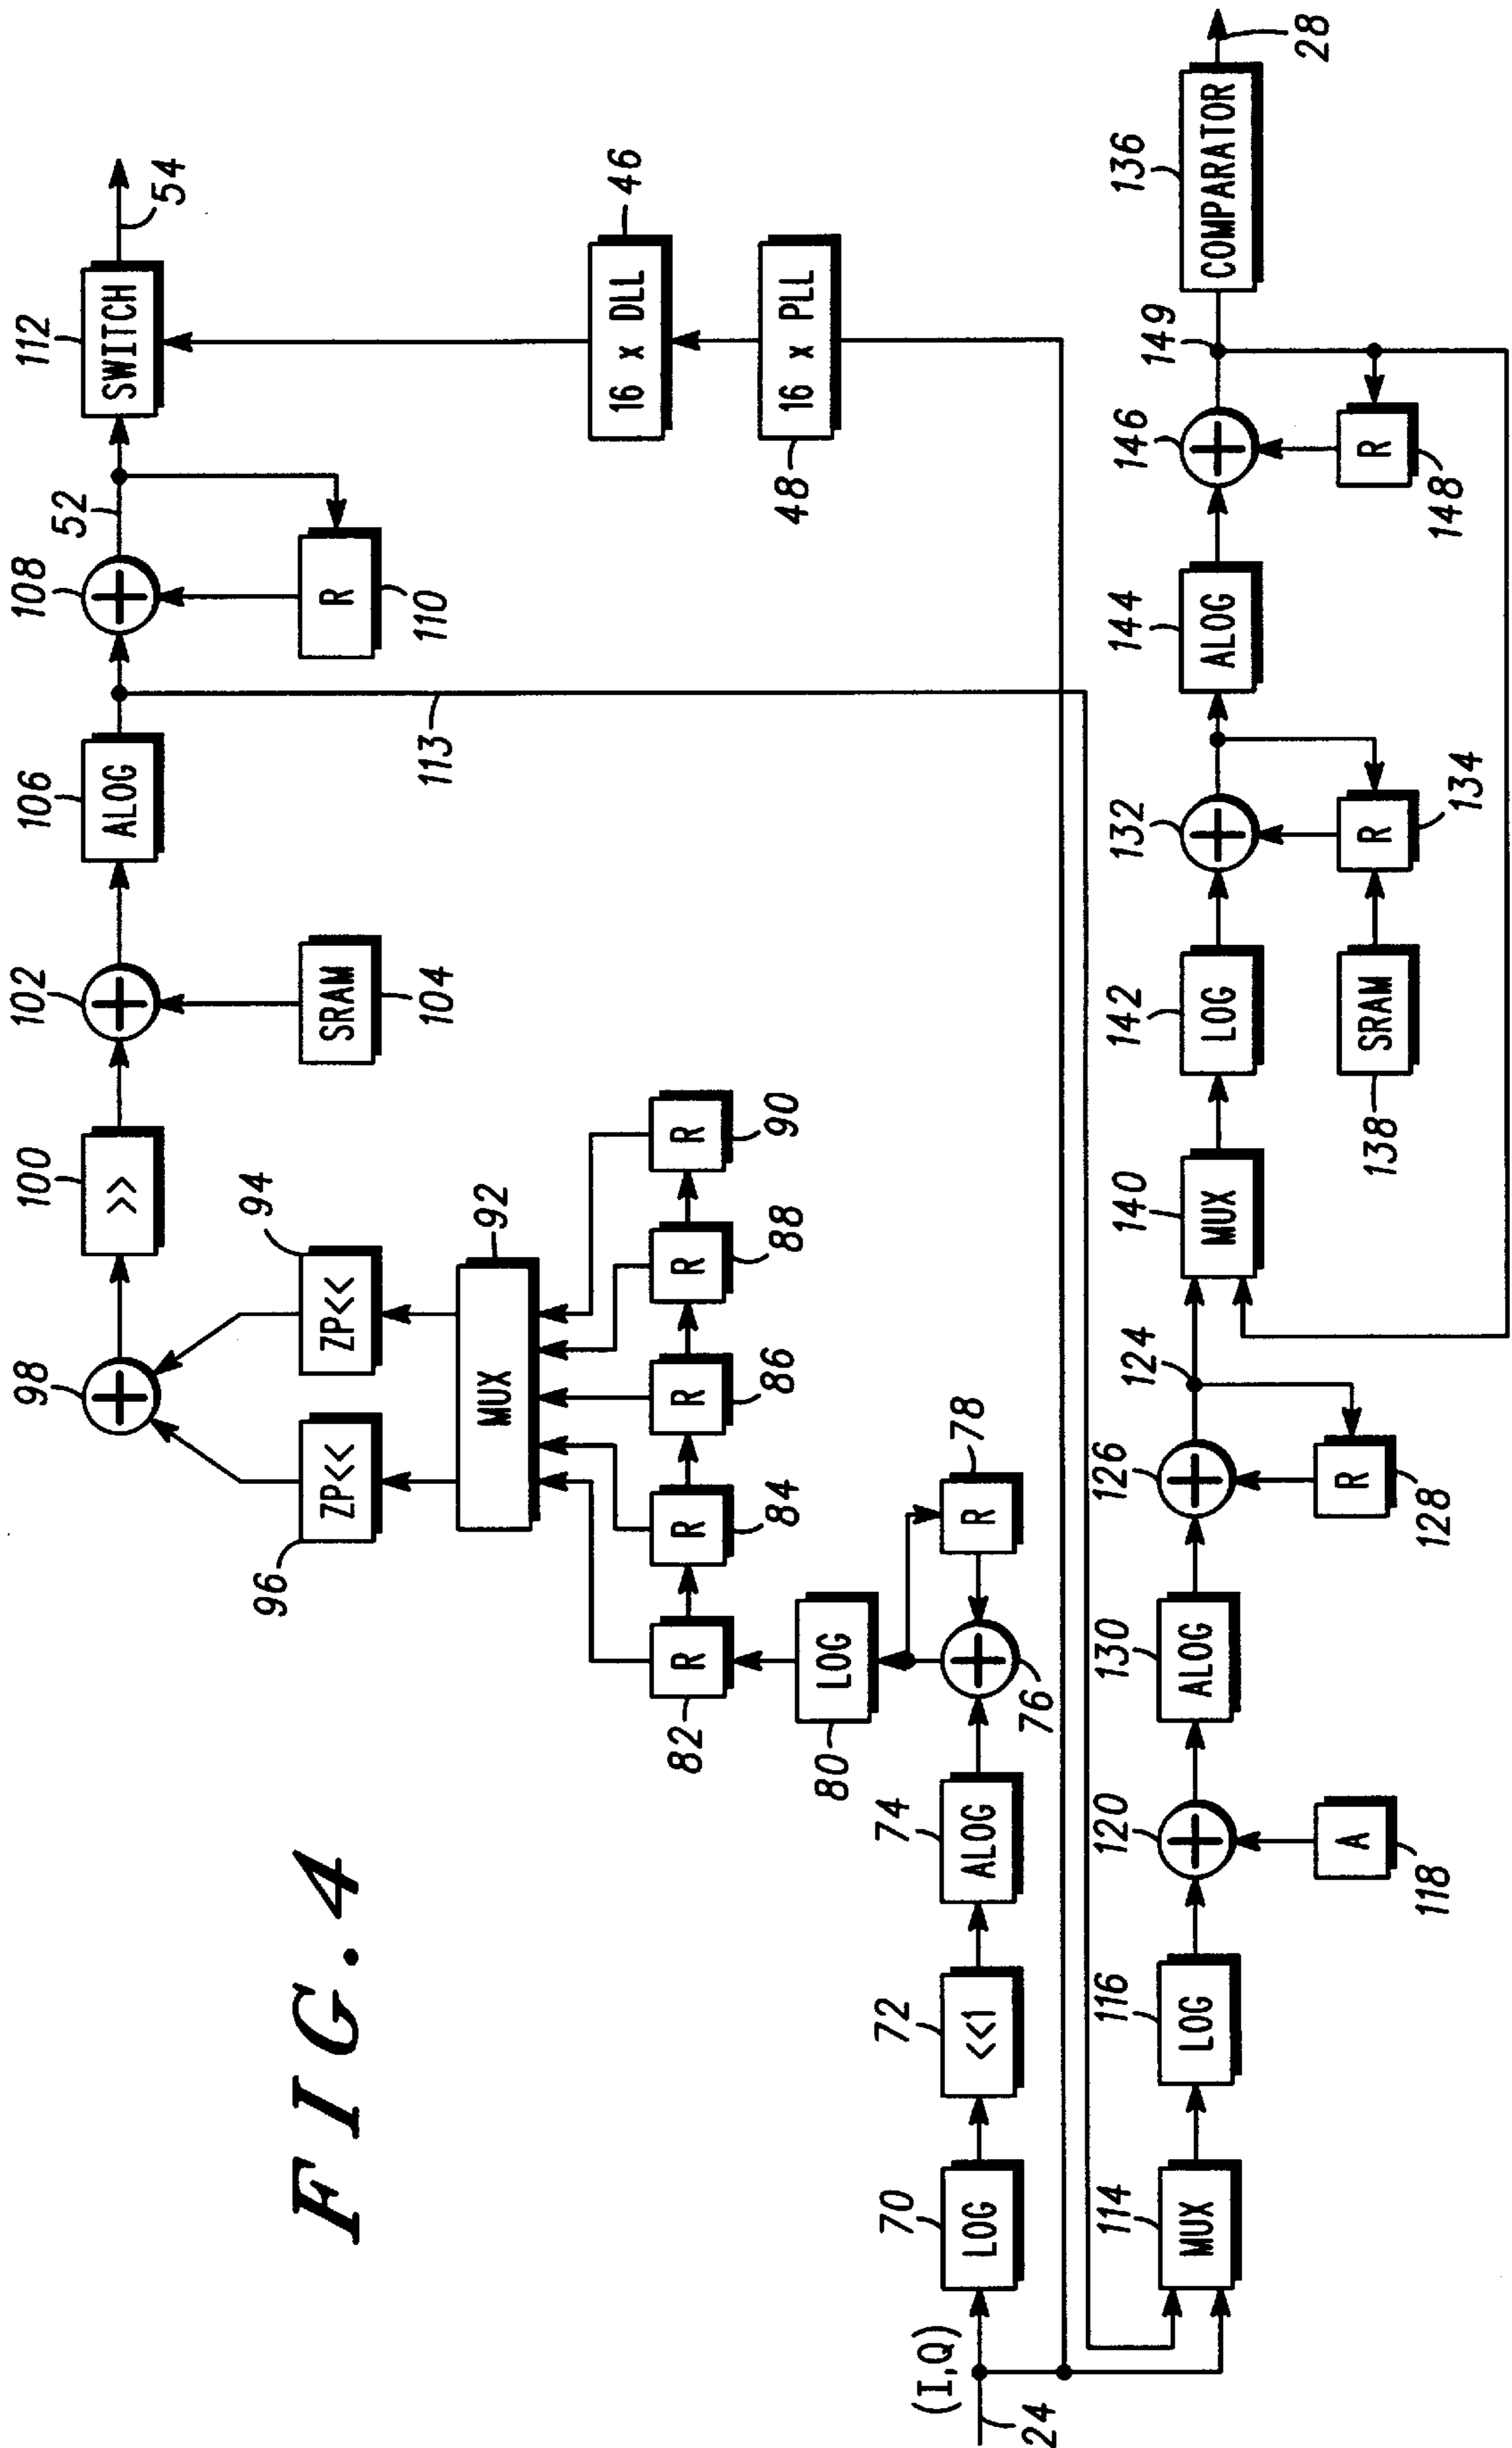 FIG. 4
112
SWITCH
54
52
108
R
110
106
ALOG
113
102
SRAM
104
100
>>
98
94
ZP<<
96
ZP<<
92
MUX
46
16 x DLL
48
16 x PLL
82
R
84
R
86
R
88
R
90
R
80
LOG
78
R
76
74
ALOG
72
<<1
70
LOG
(I,Q)
24
114
MUX
116
LOG
120
A
118
130
ALOG
126
124
R
128
140
MUX
142
LOG
138
SRAM
132
R
134
144
ALOG
146
149
R
148
136
COMPARATOR
28